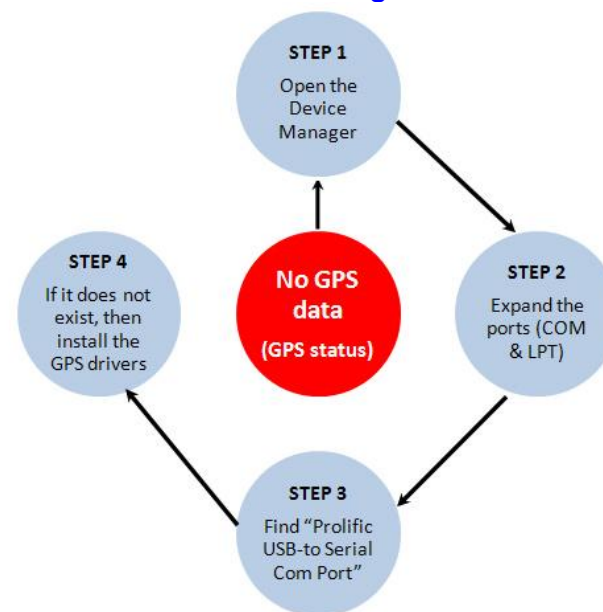 No GPS
data
(GPS status)
STEP 1
Open the
Device
Manager
STEP 2
Expand the
ports (COM
& LPT)
STEP 3
Find “Prolific
USB-to Serial
Com Port”
STEP 4
If it does not
exist, then
install the
GPS drivers